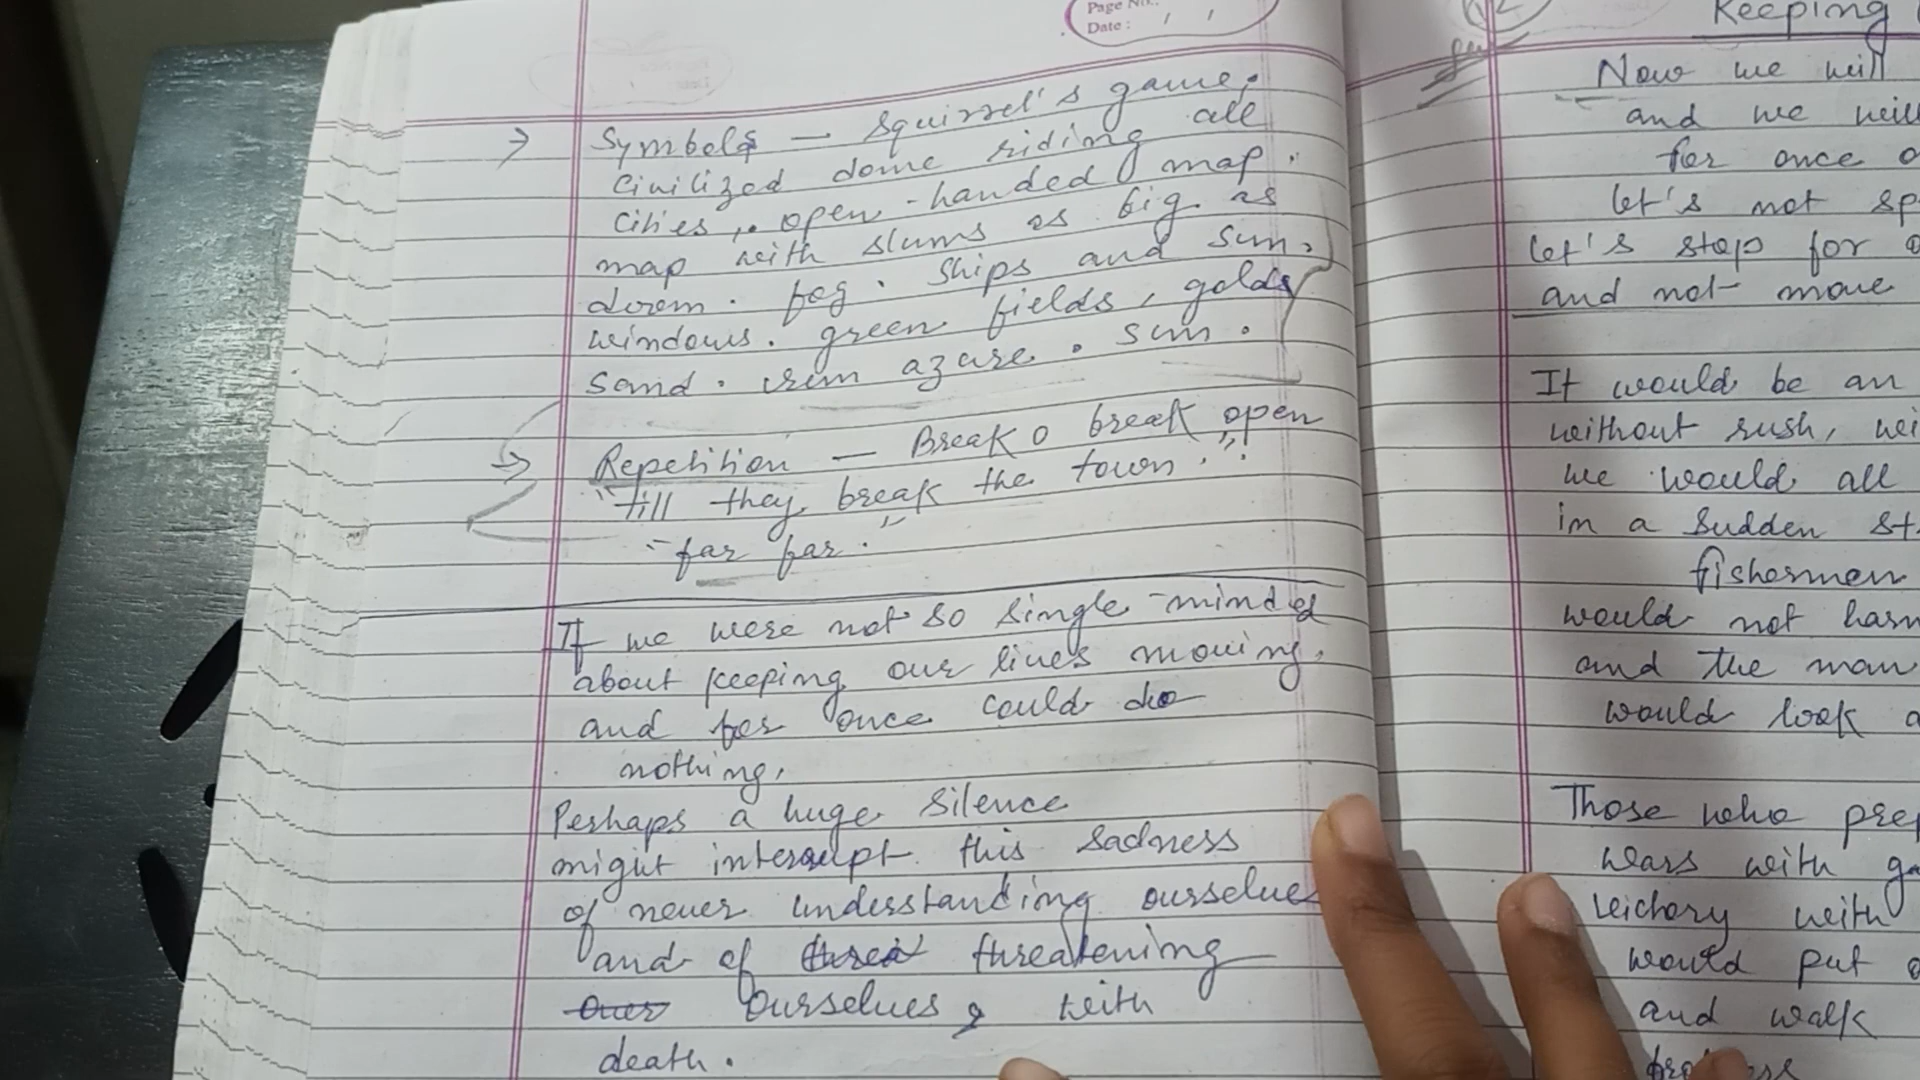 Page No.
Date : / /
→ Symbols — Squirrel's game,
civilized dome riding all
cities, open-handed map.
map with slums as big as
doom. fog. Ships and sun.
windows. green fields, golds
sand. azure. sun.
→ Repetition — Break o break open
"till they break the town."
"far far."
If we were not so single-minded
about keeping our lives moving,
and for once could do
nothing,
Perhaps a huge Silence
might interrupt this sadness
of never understanding ourselves
and of threat threatening
ourselves, with
death.
Keeping
Now we will
and we will
for once
let's not sp
let's stop for
and not move
It would be an
without rush,
we would all
in a Sudden st
fishermen
would not harm
and the man
would look a
Those who prep
wars with
victory with
would put
and walk